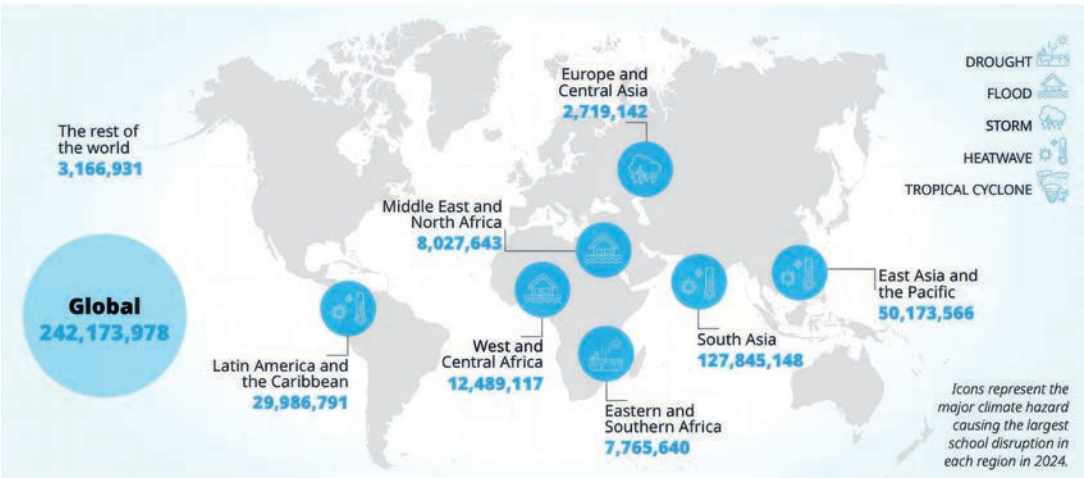 Europe and
Central Asia
2,719,142
DROUGHT
FLOOD
STORM
HEATWAVE
TROPICAL CYCLONE
The rest of
the world
3,166,931
Middle East and
North Africa
8,027,643
Global
242,173,978
East Asia and
the Pacific
50,173,566
South Asia
127,845,148
West and
Central Africa
12,489,117
Latin America and
the Caribbean
29,986,791
Eastern and
Southern Africa
7,765,640
Icons represent the
major climate hazard
causing the largest
school disruption in
each region in 2024.